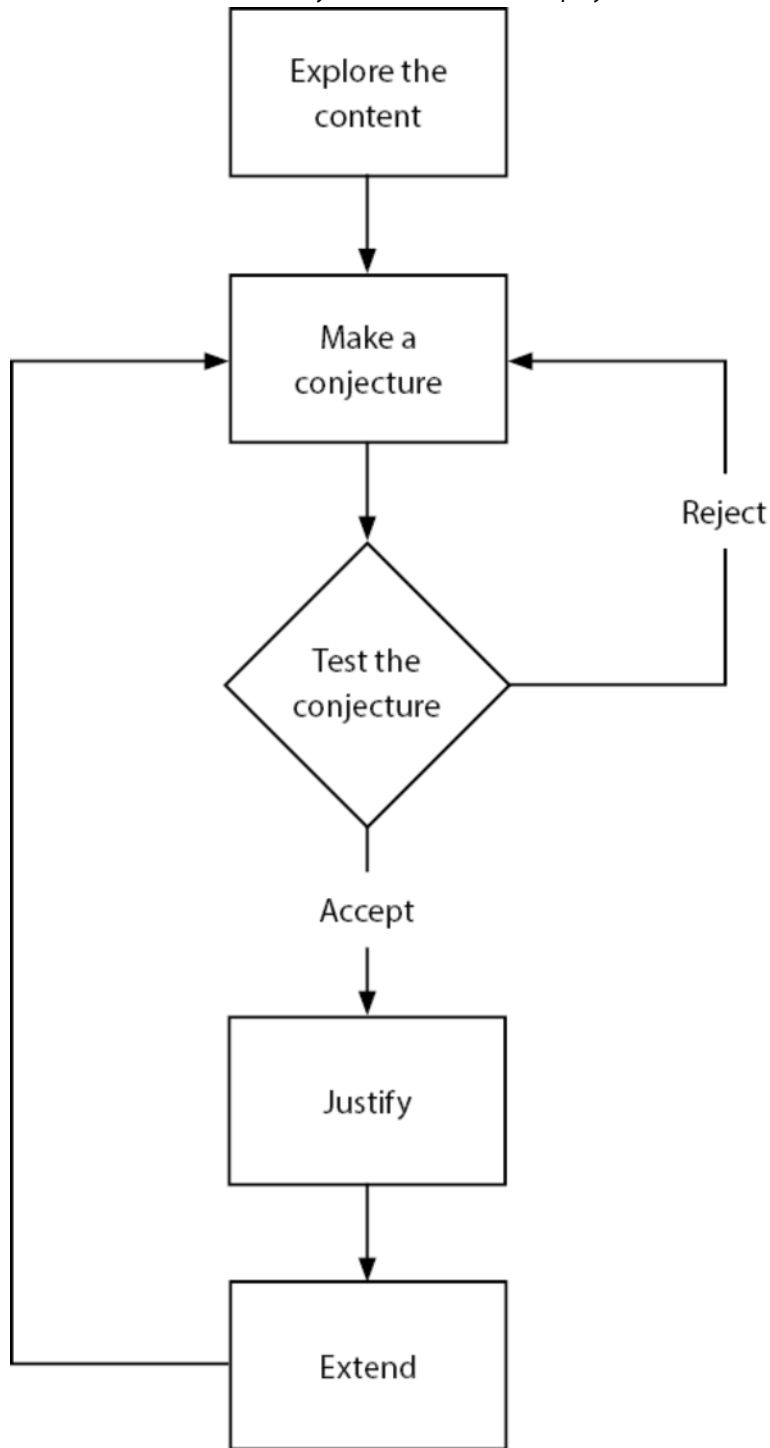 Explore the
content
Make a
conjecture
Reject
Test the
conjecture
Accept
Justify
Extend